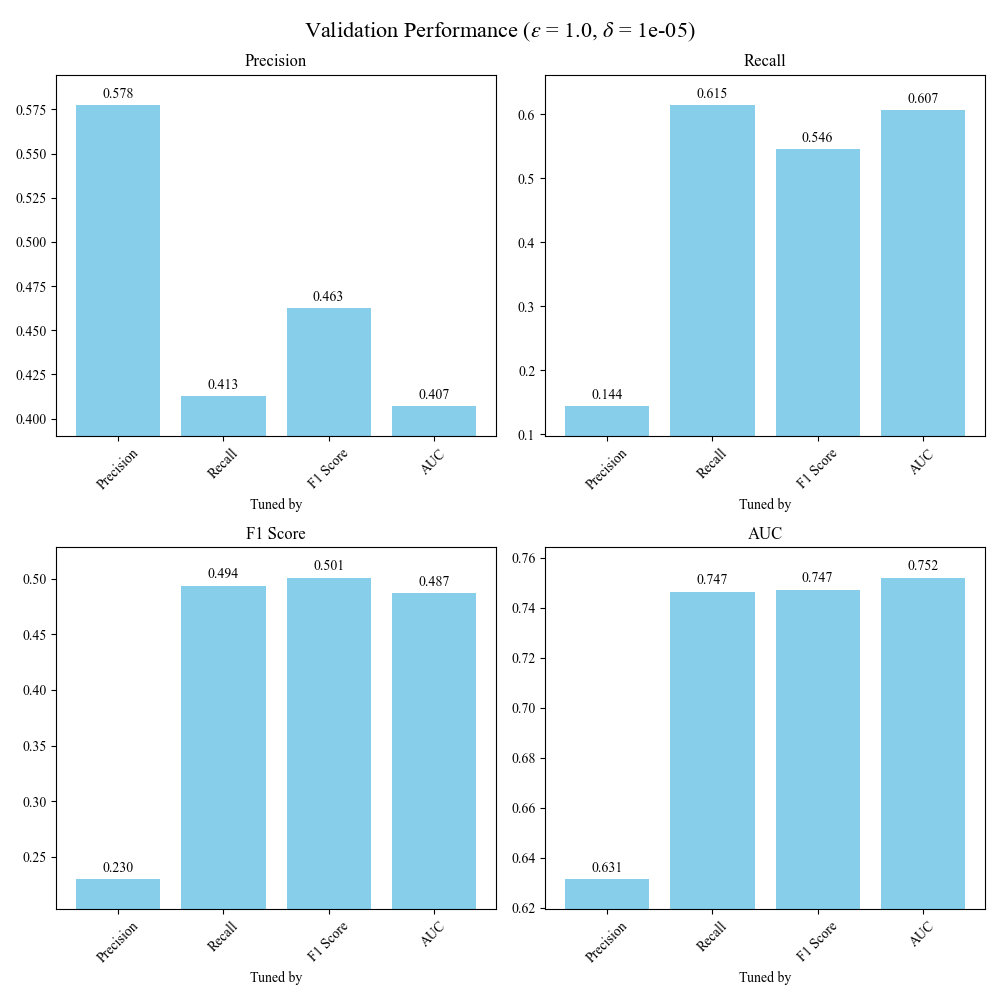 Validation Performance (ε = 1.0, δ = 1e-05)
Precision
0.578
0.413
0.463
0.407
0.575
0.550
0.525
0.500
0.475
0.450
0.425
0.400
Precision
Recall
F1 Score
AUC
Tuned by
Recall
0.144
0.615
0.546
0.607
0.6
0.5
0.4
0.3
0.2
0.1
Precision
Recall
F1 Score
AUC
Tuned by
F1 Score
0.230
0.494
0.501
0.487
0.50
0.45
0.40
0.35
0.30
0.25
Precision
Recall
F1 Score
AUC
Tuned by
AUC
0.631
0.747
0.747
0.752
0.76
0.74
0.72
0.70
0.68
0.66
0.64
0.62
Precision
Recall
F1 Score
AUC
Tuned by